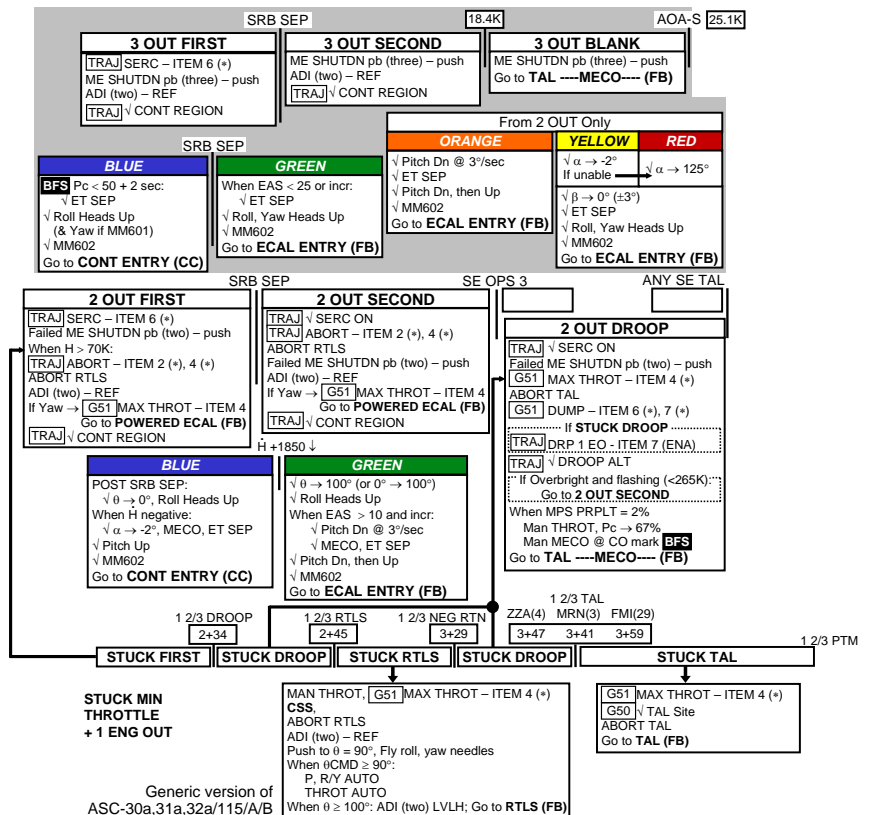 SRB SEP
18.4K
AOA-S 25.1K
3 OUT FIRST
TRAJ SERC – ITEM 6 (*)
ME SHUTDN pb (three) – push
ADI (two) – REF
TRAJ √ CONT REGION
3 OUT SECOND
ME SHUTDN pb (three) – push
ADI (two) – REF
TRAJ √ CONT REGION
3 OUT BLANK
ME SHUTDN pb (three) – push
Go to TAL ----MECO---- (FB)
SRB SEP
BLUE
BFS Pc < 50 + 2 sec:
√ ET SEP
√ Roll Heads Up
(& Yaw if MM601)
√ MM602
Go to CONT ENTRY (CC)
GREEN
When EAS < 25 or incr:
√ ET SEP
√ Roll, Yaw Heads Up
√ MM602
Go to ECAL ENTRY (FB)
From 2 OUT Only
ORANGE
√ Pitch Dn @ 3°/sec
√ ET SEP
√ Pitch Dn, then Up
√ MM602
Go to ECAL ENTRY (FB)
YELLOW
√ α → -2°
If unable
RED
√ α → 125°
√ β → 0° (±3°)
√ ET SEP
√ Roll, Yaw Heads Up
√ MM602
Go to ECAL ENTRY (FB)
SRB SEP
SE OPS 3
ANY SE TAL
2 OUT FIRST
TRAJ SERC – ITEM 6 (*)
Failed ME SHUTDN pb (two) – push
When H > 70K:
TRAJ ABORT – ITEM 2 (*), 4 (*)
ABORT RTLS
ADI (two) – REF
If Yaw → G51 MAX THROT – ITEM 4
Go to POWERED ECAL (FB)
TRAJ √ CONT REGION
2 OUT SECOND
TRAJ √ SERC ON
TRAJ ABORT – ITEM 2 (*), 4 (*)
ABORT RTLS
Failed ME SHUTDN pb (two) – push
ADI (two) – REF
If Yaw → G51 MAX THROT – ITEM 4
Go to POWERED ECAL (FB)
TRAJ √ CONT REGION
2 OUT DROOP
TRAJ √ SERC ON
Failed ME SHUTDN pb (two) – push
G51 MAX THROT – ITEM 4 (*)
ABORT TAL
G51 DUMP – ITEM 6 (*), 7 (*)
If STUCK DROOP
TRAJ DRP 1 EO - ITEM 7 (ENA)
TRAJ √ DROOP ALT
If Overbright and flashing (<265K):
Go to 2 OUT SECOND
When MPS PRPLT = 2%
Man THROT, Pc → 67%
Man MECO @ CO mark BFS
Go to TAL ----MECO---- (FB)
Ḣ +1850 ↓
BLUE
POST SRB SEP:
√ θ → 0°, Roll Heads Up
When Ḣ negative:
√ α → -2°, MECO, ET SEP
√ Pitch Up
√ MM602
Go to CONT ENTRY (CC)
GREEN
√ θ → 100° (or 0° → 100°)
√ Roll Heads Up
When EAS > 10 and incr:
√ Pitch Dn @ 3°/sec
√ MECO, ET SEP
√ Pitch Dn, then Up
√ MM602
Go to ECAL ENTRY (FB)
1 2/3 DROOP
2+34
1 2/3 RTLS
2+45
1 2/3 NEG RTN
3+29
1 2/3 TAL
ZZA(4) MRN(3) FMI(29)
3+47 3+41 3+59
1 2/3 PTM
STUCK FIRST STUCK DROOP STUCK RTLS STUCK DROOP STUCK TAL
STUCK MIN
THROTTLE
+ 1 ENG OUT
MAN THROT, G51 MAX THROT – ITEM 4 (*)
CSS,
ABORT RTLS
ADI (two) – REF
Push to θ = 90°, Fly roll, yaw needles
When θCMD ≥ 90°:
P, R/Y AUTO
THROT AUTO
When θ ≥ 100°: ADI (two) LVLH; Go to RTLS (FB)
G51 MAX THROT – ITEM 4 (*)
G50 √ TAL Site
ABORT TAL
Go to TAL (FB)
Generic version of
ASC-30a,31a,32a/115/A/B